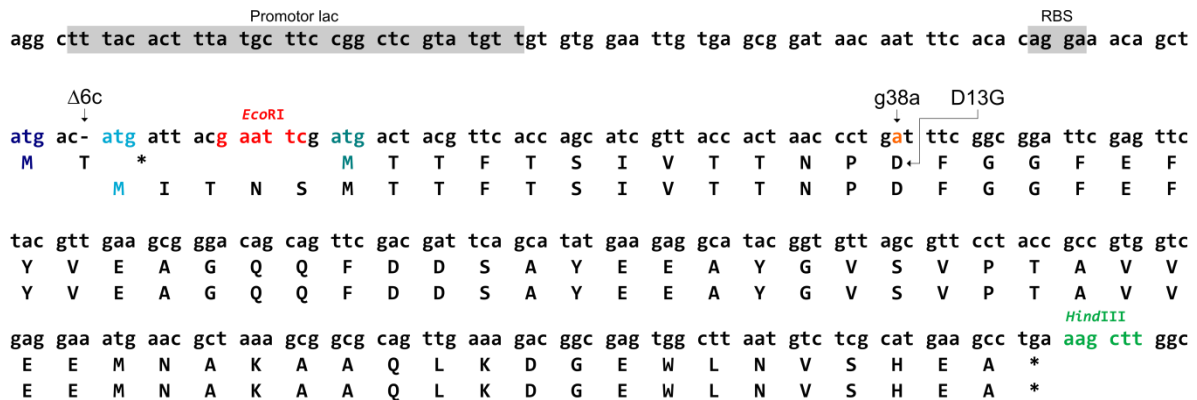 Promotor lac RBS
agg cttt tac act tta tgc ttc cgg ctc gta tgt tgt gtg gaa ttg tga gcg gat aac aat ttc aca cag gaa aca gct
Δ6c g38a D13G
EcoRI
atg ac- atg att acg aat tcg atg act acg ttc acc agc atc gtt acc act aac cct gat ttc ggc gga ttc gag ttc
M T * M T T F T S I V T T N P D F G G F E F
M I T N S M T T F T S I V T T N P D F G G F E F
tac gtt gaa gcg gga cag cag ttc gac gat tca gca tat gaa gag gca tac ggt gtt agc gtt cct acc gcc gtg gtc
Y V E A G Q Q F D D S A Y E E A Y G V S V P T A V V
Y V E A G Q Q F D D S A Y E E A Y G V S V P T A V V
HindIII
gag gaa atg aac gct aaa gcg gcg cag ttg aaa gac ggc gag tgg ctt aat gtc tcg cat gaa gcc tga aag ctt ggc
E E M N A K A A Q L K D G E W L N V S H E A *
E E M N A K A A Q L K D G E W L N V S H E A *